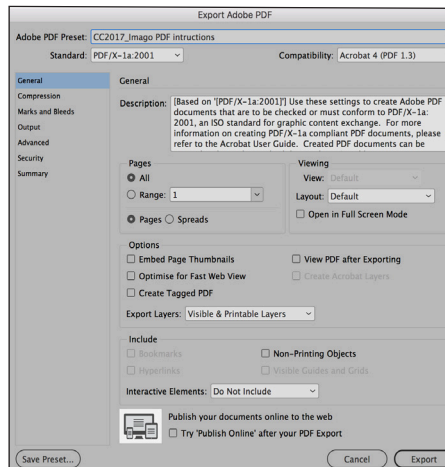 Export Adobe PDF
Adobe PDF Preset: CC2017_Imago PDF intructions
Standard: PDF/X-1a:2001 Compatibility: Acrobat 4 (PDF 1.3)
General
Compression
Marks and Bleeds
Output
Advanced
Security
Summary
General
Description: [Based on '[PDF/X-1a:2001]'] Use these settings to create Adobe PDF
documents that are to be checked or must conform to PDF/X-1a:
2001, an ISO standard for graphic content exchange. For more
information on creating PDF/X-1a compliant PDF documents, please
refer to the Acrobat User Guide. Created PDF documents can be
Pages
All
Range: 1
Pages Spreads
Viewing
View: Default
Layout: Default
Open in Full Screen Mode
Options
Embed Page Thumbnails View PDF after Exporting
Optimise for Fast Web View Create Acrobat Layers
Create Tagged PDF
Export Layers: Visible & Printable Layers
Include
Bookmarks Non-Printing Objects
Hyperlinks Visible Guides and Grids
Interactive Elements: Do Not Include
Publish your documents online to the web
Try 'Publish Online' after your PDF Export
Save Preset... Cancel Export